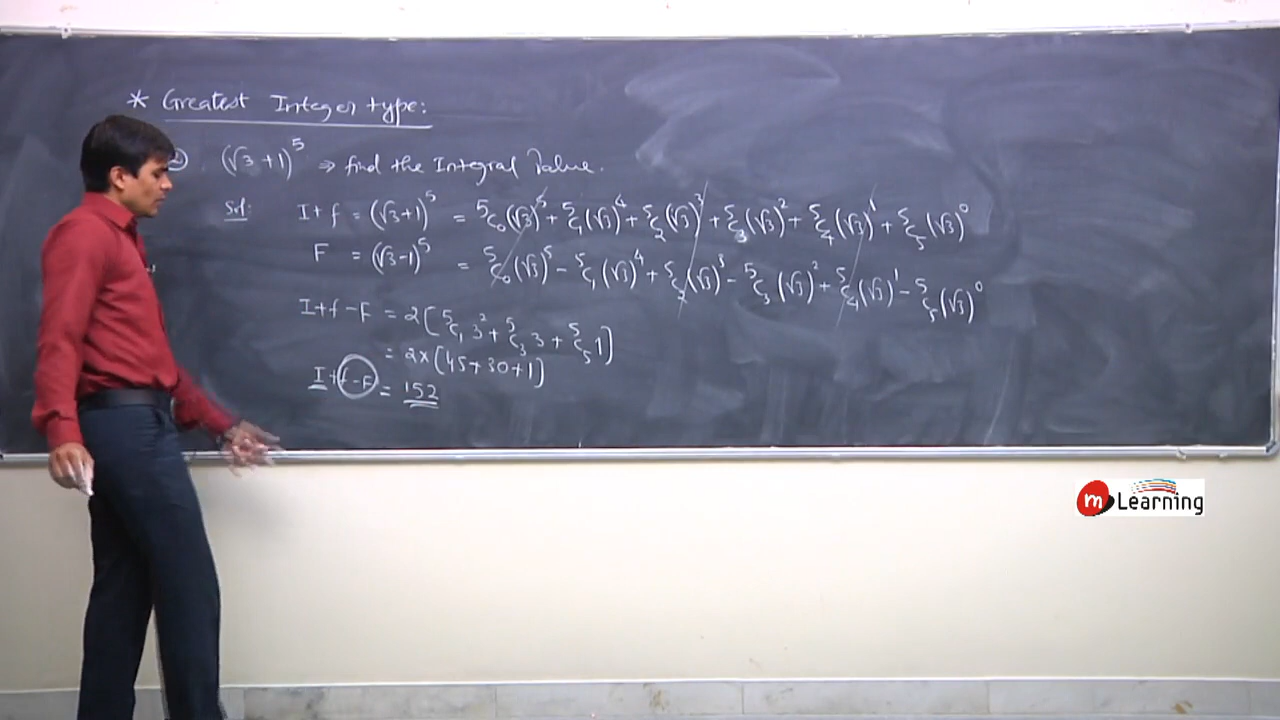 * Greatest Integer type:
(√3 +1)^5 ⇒ find the Integral Value.
Sol: I + f = (√3+1)^5 = ⁵C₀(√3)^5 + ⁵C₁(√3)^4 + ⁵C₂(√3)^3 + ⁵C₃(√3)^2 + ⁵C₄(√3)^1 + ⁵C₅(√3)^0
F = (√3-1)^5 = ⁵C₀(√3)^5 - ⁵C₁(√3)^4 + ⁵C₂(√3)^3 - ⁵C₃(√3)^2 + ⁵C₄(√3)^1 - ⁵C₅(√3)^0
I+f-F = 2[⁵C₁ 3² + ⁵C₃ 3 + ⁵C₅ 1]
= 2×[45+30+1]
I+f-F = 152
m Learning